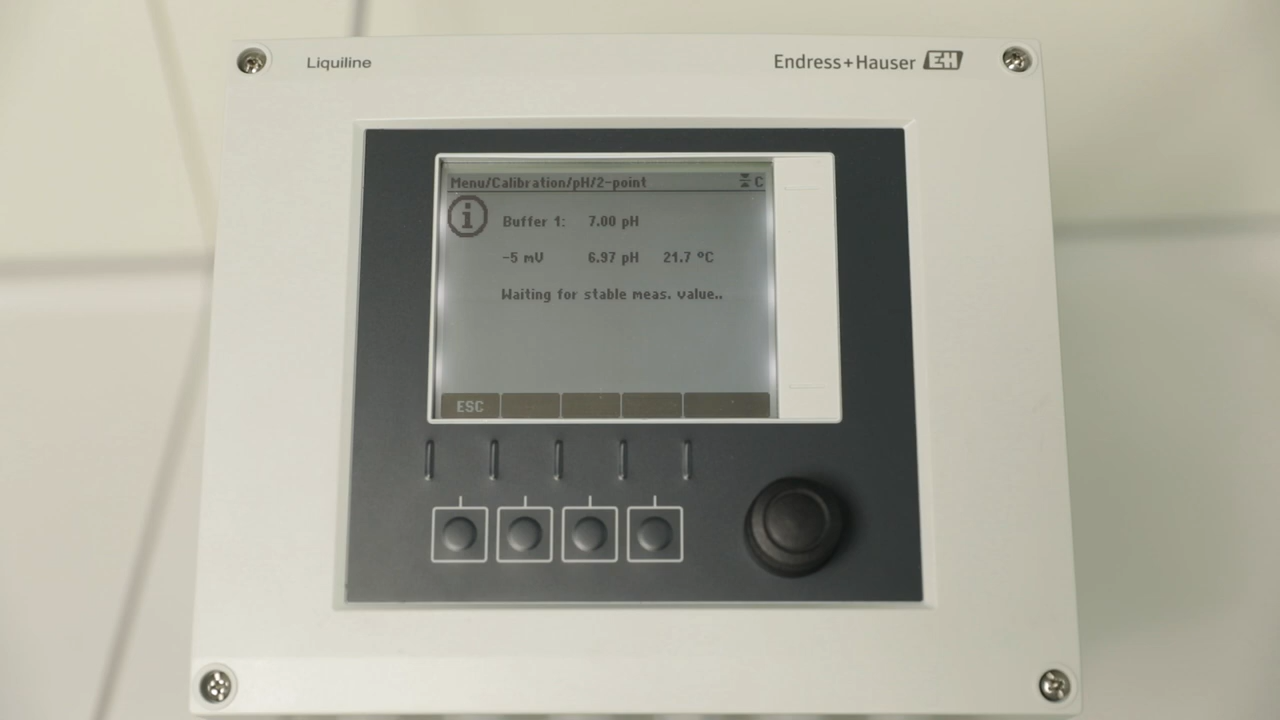 Liquiline
Endress+Hauser EH
Menu/Calibration/pH/2-point C
i
Buffer 1: 7.00 pH
-5 mV 6.97 pH 21.7 °C
Waiting for stable meas. value..
ESC